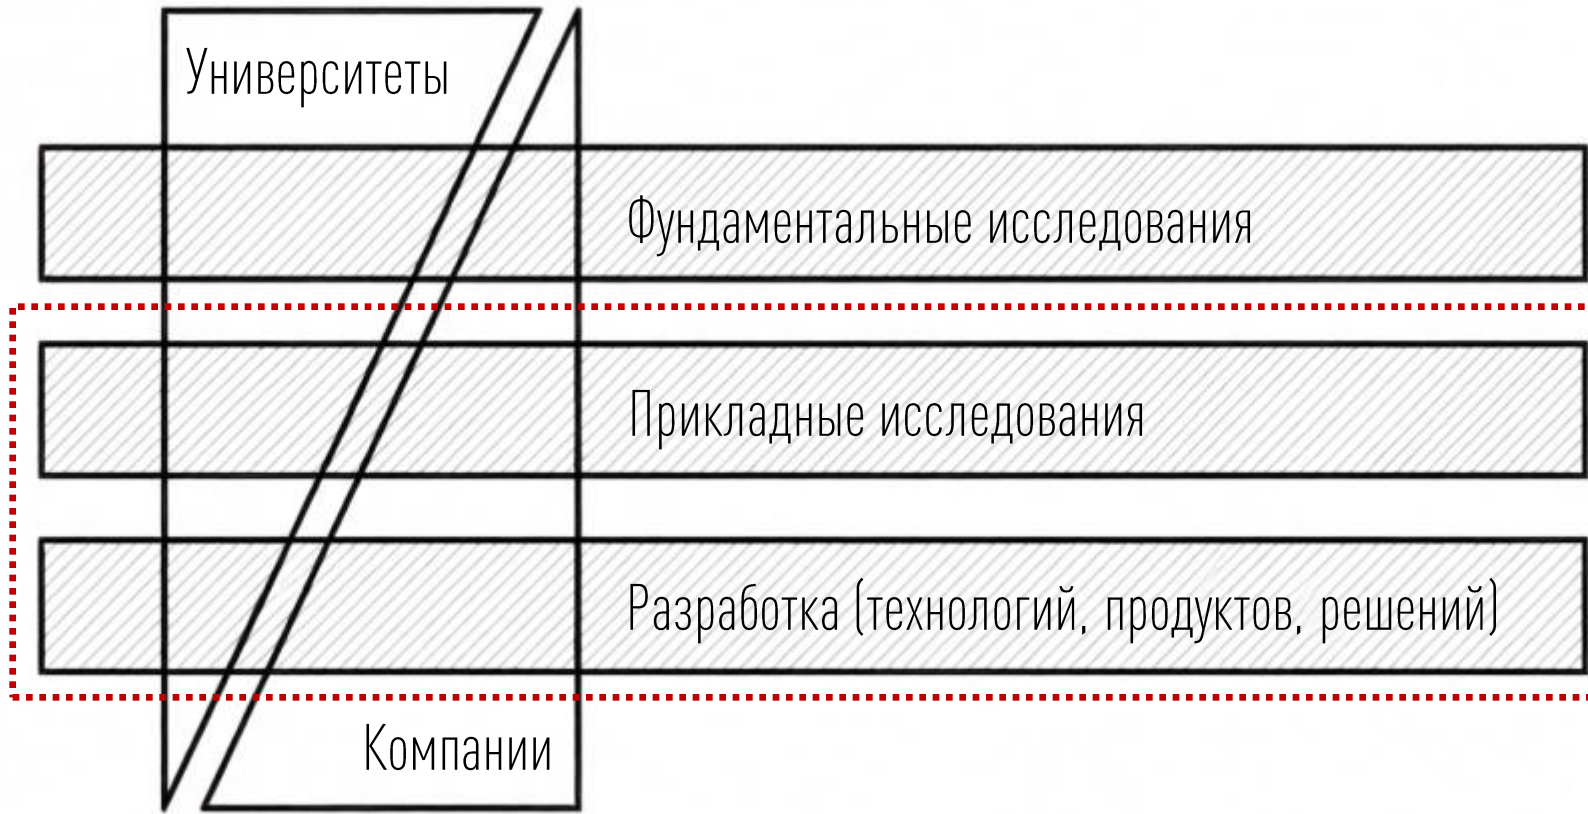 Университеты
Фундаментальные исследования
Прикладные исследования
Разработка (технологий, продуктов, решений)
Компании